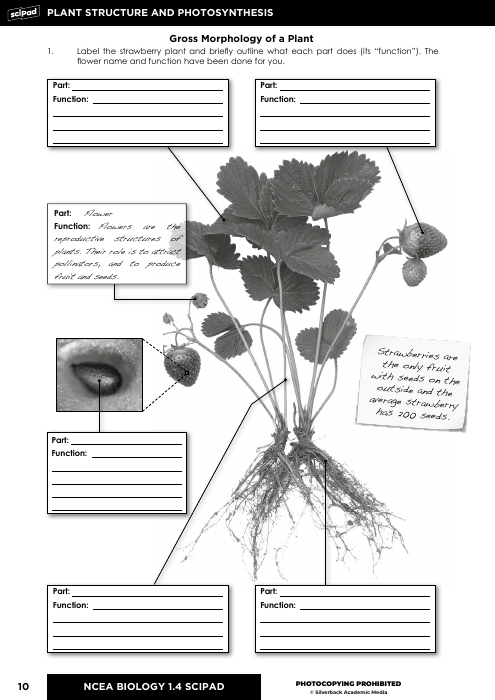 scipad PLANT STRUCTURE AND PHOTOSYNTHESIS
Gross Morphology of a Plant
1. Label the strawberry plant and briefly outline what each part does (its “function”). The
flower name and function have been done for you.
Part:
Function:
Part:
Function:
Part: Flower
Function: Flowers are the
reproductive structures of
plants. Their role is to attract
pollinators, and to produce
fruit and seeds.
Strawberries are
the only fruit
with seeds on the
outside and the
average strawberry
has 200 seeds.
Part:
Function:
Part:
Function:
Part:
Function:
10 NCEA BIOLOGY 1.4 SCIPAD
PHOTOCOPYING PROHIBITED
© Silverback Academic Media